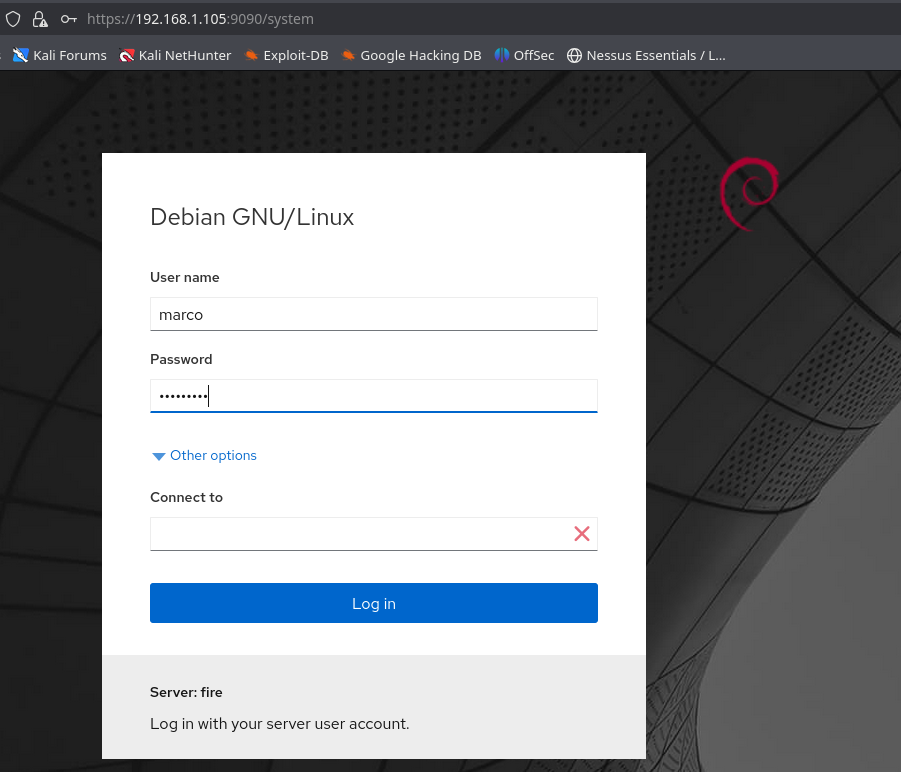 https://192.168.1.105:9090/system
Kali Forums Kali NetHunter Exploit-DB Google Hacking DB OffSec Nessus Essentials / L...
Debian GNU/Linux
User name
marco
Password
•••••••••
Other options
Connect to
Log in
Server: fire
Log in with your server user account.